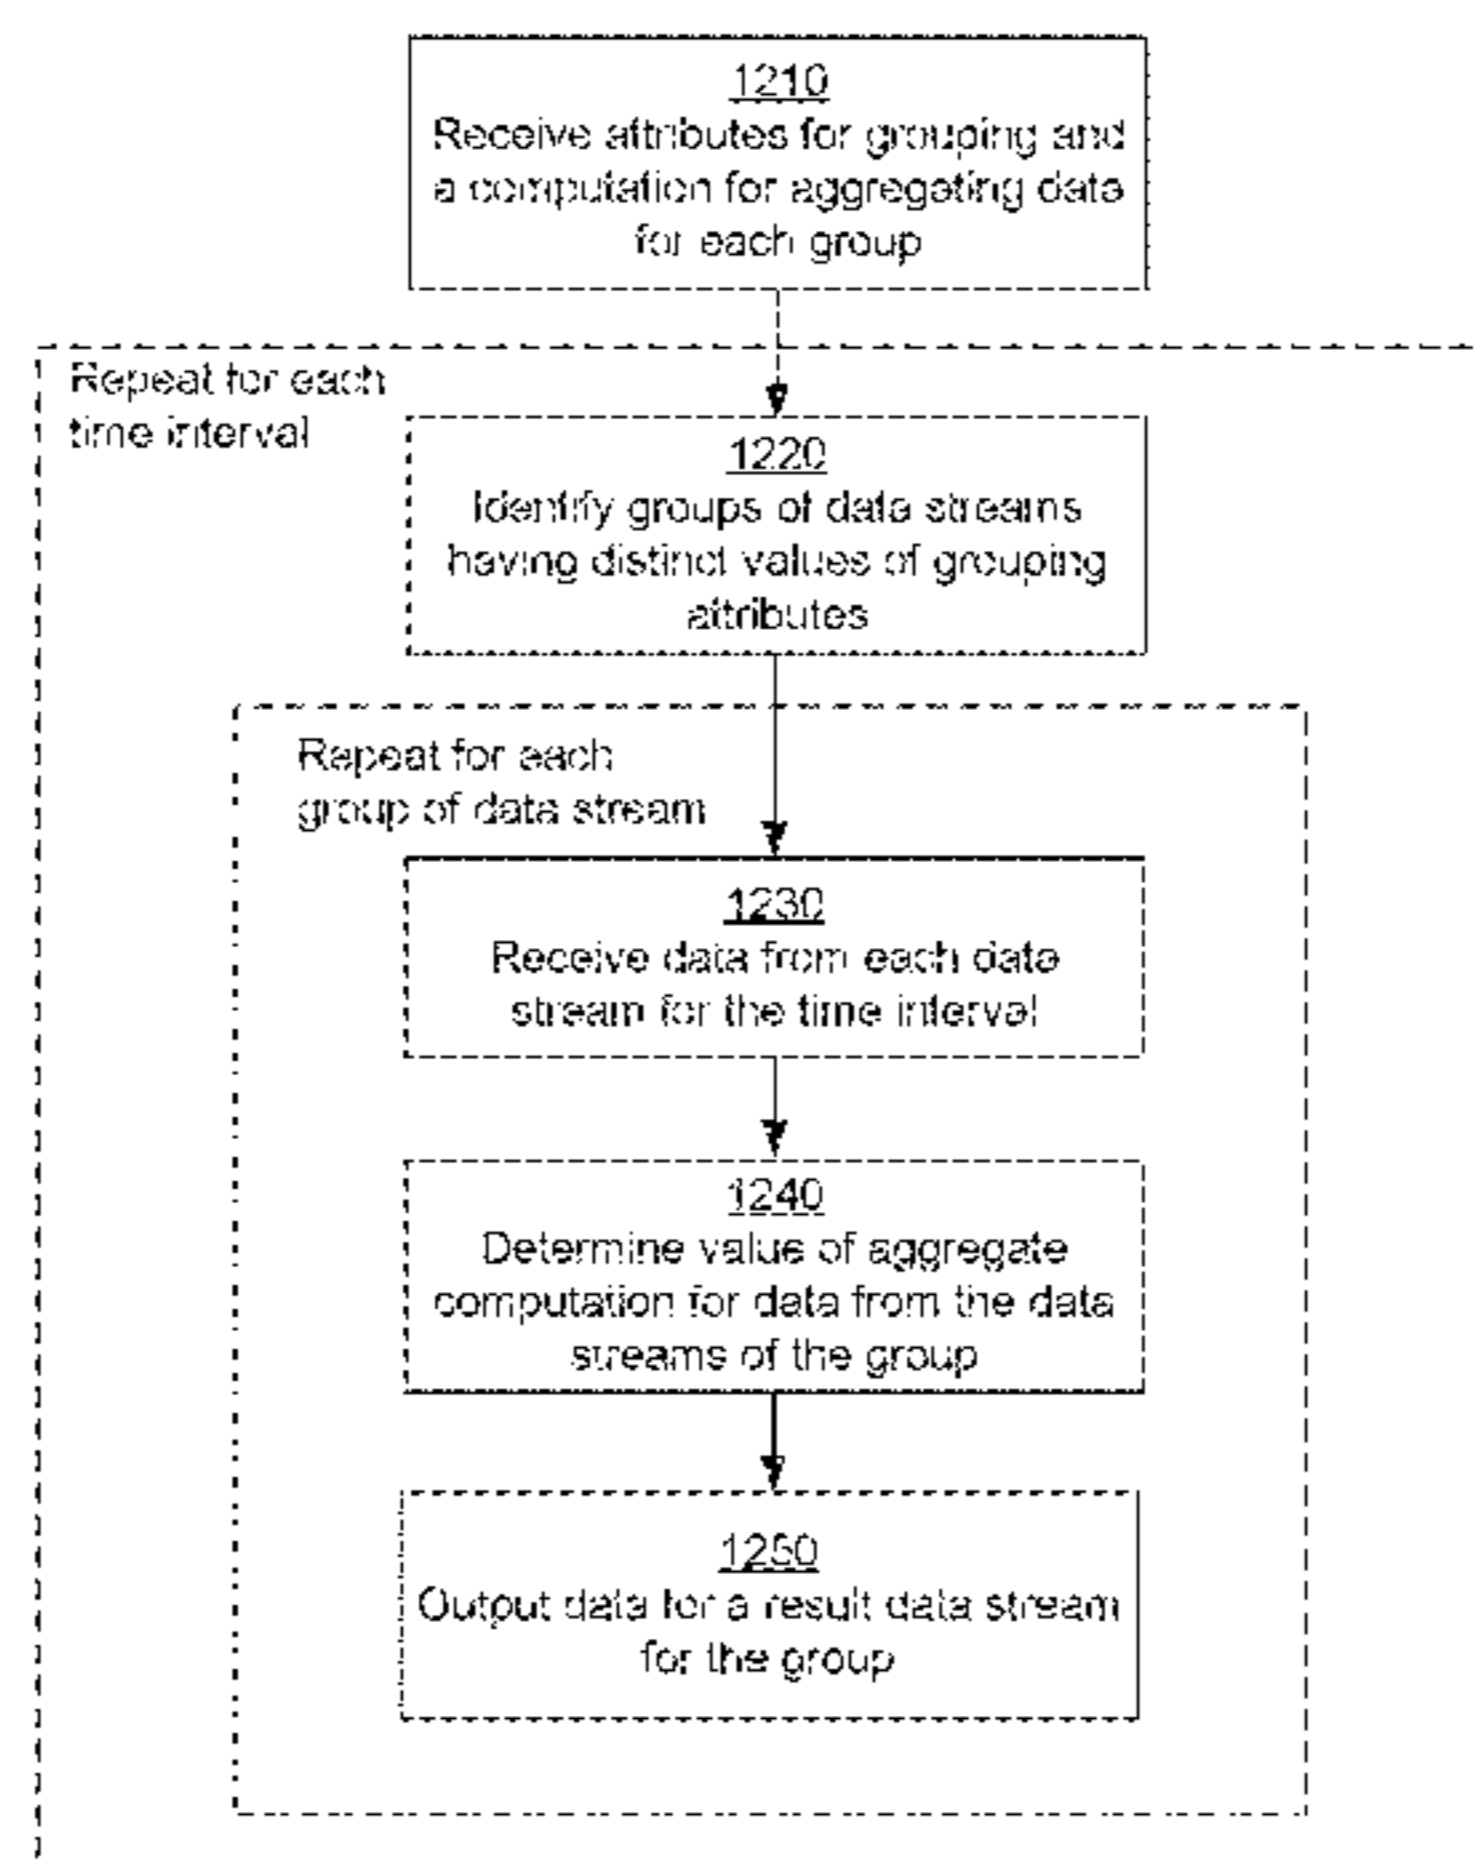 1210
Receive attributes for grouping and
a computation for aggregating data
for each group
Repeat for each
time interval
1220
Identify groups of data streams
having distinct values of grouping
attributes
Repeat for each
group of data stream
1230
Receive data from each data
stream for the time interval
1240
Determine value of aggregate
computation for data from the data
streams of the group
1250
Output data for a result data stream
for the group